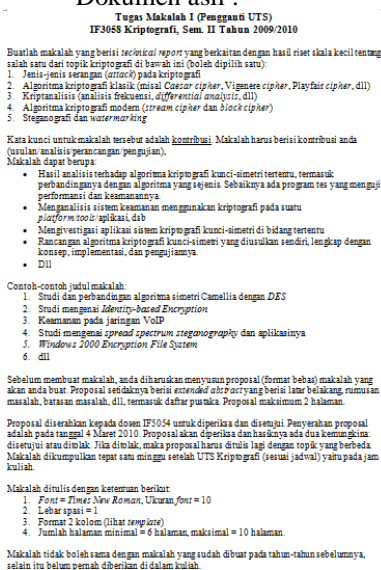 Dokumen asli :
Tugas Makalah I (Pengganti UTS)
IF3058 Kriptografi, Sem. II Tahun 2009/2010
Buatlah makalah yang berisi technical report yang berkaitan dengan hasil riset skala kecil tentang
salah satu dari topik kriptografi di bawah ini (boleh dipilih satu):
1. Jenis-jenis serangan (attack) pada kriptografi
2. Algoritma kriptografi klasik (misal Caesar cipher, Vigenere cipher, Playfair cipher, dll)
3. Kriptanalisis (analisis frekuensi, differential analysis, dll)
4. Algoritma kriptografi modern (stream cipher dan block cipher)
5. Steganografi dan watermarking
Kata kunci untuk makalah tersebut adalah kontribusi. Makalah harus berisi kontribusi anda
(usulan/analisis/perancangan/pengujian),
Makalah dapat berupa:
• Hasil analisis terhadap algoritma kriptografi kunci-simetri tertentu, termasuk
perbandinganya dengan algoritma yang sejenis. Sebaiknya ada program tes yang menguji
performansi dan keamanannya.
• Menganalisis sistem keamanan menggunakan kriptografi pada suatu
platform/tools/aplikasi, dsb
• Mengivestigasi aplikasi sistem kriptografi kunci-simetri di bidang tertentu
• Rancangan algoritma kriptografi kunci-simetri yang diusulkan sendiri, lengkap dengan
konsep, implementasi, dan pengujiannya.
• Dll
Contoh-contoh judul makalah:
1. Studi dan perbandingan algoritma simetri Camellia dengan DES
2. Studi mengenai Identity-based Encryption
3. Keamanan pada jaringan VoIP
4. Studi mengenai spread spectrum steganography dan aplikasinya
5. Windows 2000 Encryption File System
6. dll
Sebelum membuat makalah, anda diharuskan menyusun proposal (format bebas) makalah yang
akan anda buat. Proposal setidaknya berisi extended abstract yang berisi latar belakang, rumusan
masalah, batasan masalah, dll, termasuk daftar pustaka. Proposal maksimum 2 halaman.
Proposal diserahkan kepada dosen IF5054 untuk diperiksa dan disetujui. Penyerahan proposal
adalah pada tanggal 4 Maret 2010. Proposal akan diperiksa dan hasiknya ada dua kemungkina:
disetujui atau ditolak. Jika ditolak, maka proposal harus ditulis lagi dengan topik yang berbeda.
Makalah dikumpulkan tepat satu minggu setelah UTS Kriptografi (sesuai jadwal) yaitu pada jam
kuliah.
Makalah ditulis dengan ketentuan berikut:
1. Font = Times New Roman, Ukuran font = 10
2. Lebar spasi = 1
3. Format 2 kolom (lihat template)
4. Jumlah halaman minimal = 6 halaman, maksimal = 10 halaman.
Makalah tidak boleh sama dengan makalah yang sudah dibuat pada tahun-tahun sebelumnya,
selain itu belum pernah diberikan di dalam kuliah.